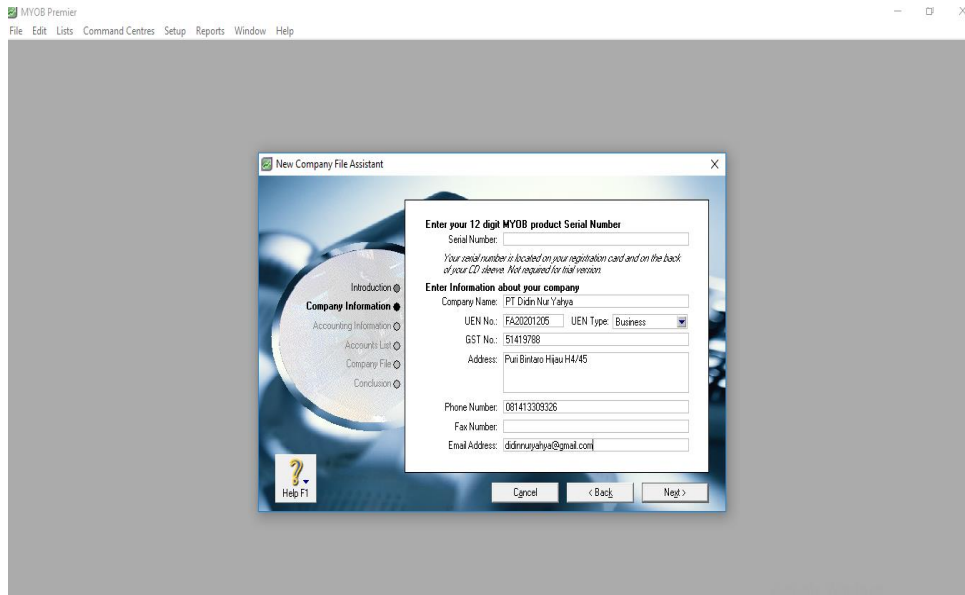 MYOB Premier
File Edit Lists Command Centres Setup Reports Window Help
New Company File Assistant
Introduction
Company Information
Accounting Information
Accounts List
Company File
Conclusion
Enter your 12 digit MYOB product Serial Number
Serial Number:
Your serial number is located on your registration card and on the back
of your CD sleeve. Not required for trial version.
Enter Information about your company
Company Name: PT Didin Nur Yahya
UEN No.: FA20201205 UEN Type: Business
GST No.: 51419788
Address: Puri Bintaro Hijau H4/45
Phone Number: 081413309326
Fax Number:
Email Address: didinnuryahya@gmail.com
Help F1
Cancel < Back Next >